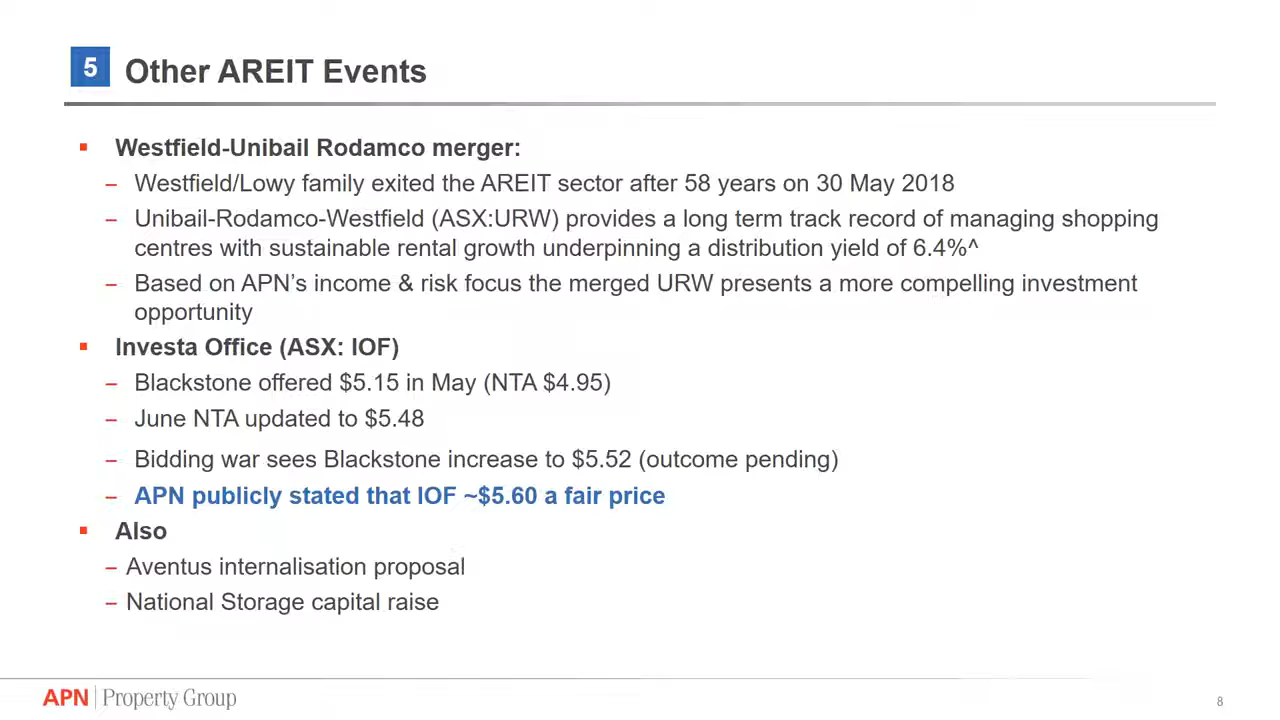 5 Other AREIT Events
▪ Westfield-Unibail Rodamco merger:
– Westfield/Lowy family exited the AREIT sector after 58 years on 30 May 2018
– Unibail-Rodamco-Westfield (ASX:URW) provides a long term track record of managing shopping
centres with sustainable rental growth underpinning a distribution yield of 6.4%^
– Based on APN’s income & risk focus the merged URW presents a more compelling investment
opportunity
▪ Investa Office (ASX: IOF)
– Blackstone offered $5.15 in May (NTA $4.95)
– June NTA updated to $5.48
– Bidding war sees Blackstone increase to $5.52 (outcome pending)
– APN publicly stated that IOF ~$5.60 a fair price
▪ Also
– Aventus internalisation proposal
– National Storage capital raise
APN | Property Group
8